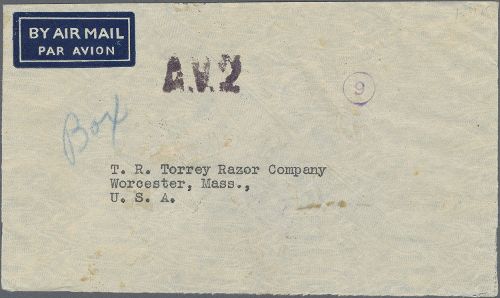 BY AIR MAIL
PAR AVION
A.V.2
9
Box
T. R. Torrey Razor Company
Worcester, Mass.,
U. S. A.